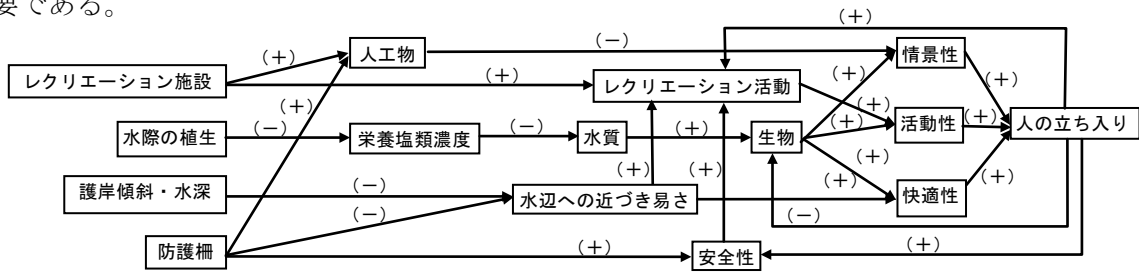 要である。
(+)
(+)
人工物
(−)
情景性
レクリエーション施設
(+)
(+)
レクリエーション活動
(+)
(+)
(+)
水際の植生
(−)
栄養塩類濃度
(−)
水質
(+)
生物
(+)
(+)
活動性
(+)
人の立ち入り
護岸傾斜・水深
(−)
水辺への近づき易さ
(+)
(+)
(+)
(+)
快適性
(+)
(−)
(−)
防護柵
(+)
安全性
(+)